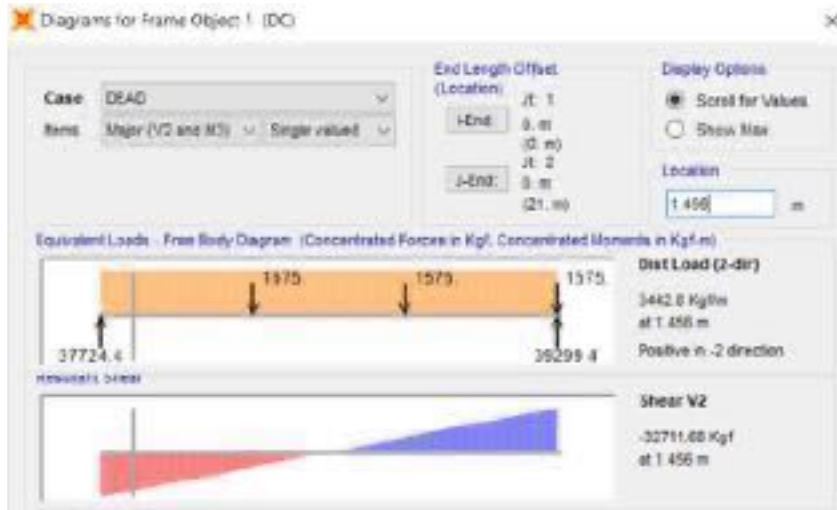 Diagrams for Frame Object 1 (DC)
Case DEAD
Items Major (V2 and M3) Single valued
End Length Offset
(Location)
I-End: Jt: 1
0. m
(0. m)
J-End: Jt: 2
0. m
(21. m)
Display Options
Scroll for Values
Show Max
Location
1.456 m
Equivalent Loads - Free Body Diagram (Concentrated Forces in Kgf, Concentrated Moments in Kgf-m)
1575. 1575. 1575.
37724.4 39299.4
Dist Load (2-dir)
3442.8 Kgf/m
at 1.456 m
Positive in -2 direction
Resultant Shear
Shear V2
-32711.68 Kgf
at 1.456 m